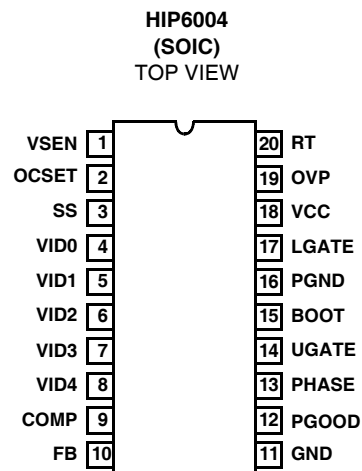 HIP6004
(SOIC)
TOP VIEW
VSEN 1 20 RT
OCSET 2 19 OVP
SS 3 18 VCC
VID0 4 17 LGATE
VID1 5 16 PGND
VID2 6 15 BOOT
VID3 7 14 UGATE
VID4 8 13 PHASE
COMP 9 12 PGOOD
FB 10 11 GND